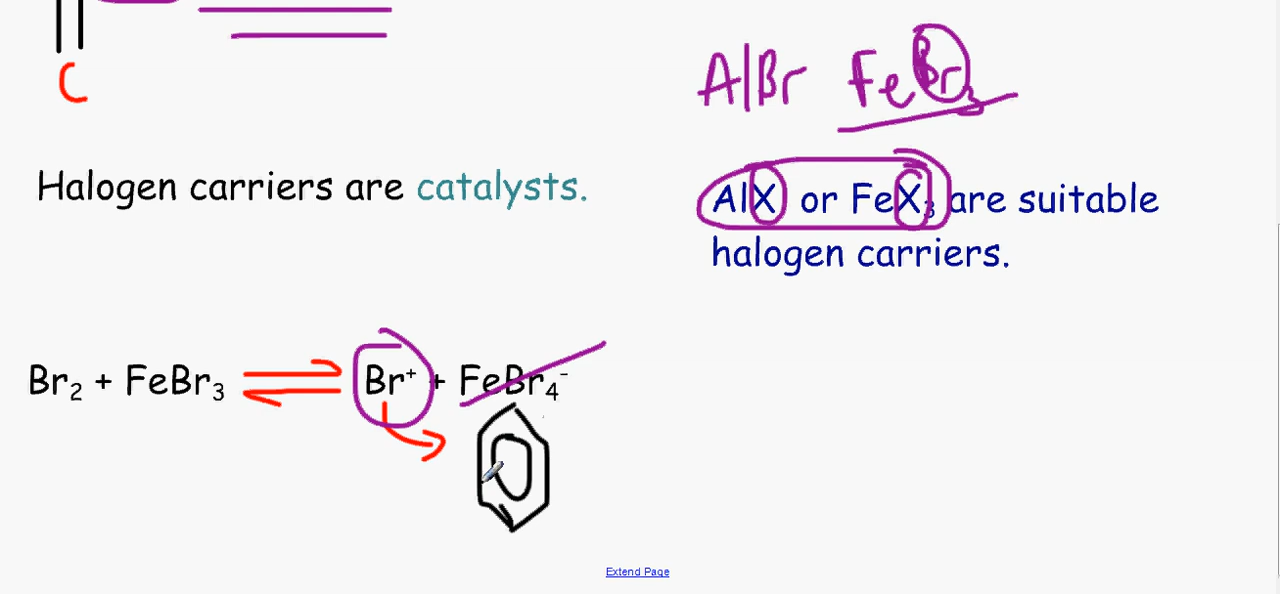 C
AlBr FeBr₃
Halogen carriers are catalysts.
AlX or FeX₃ are suitable
halogen carriers.
Br₂ + FeBr₃ ⇌ Br⁺ + FeBr₄⁻
Extend Page